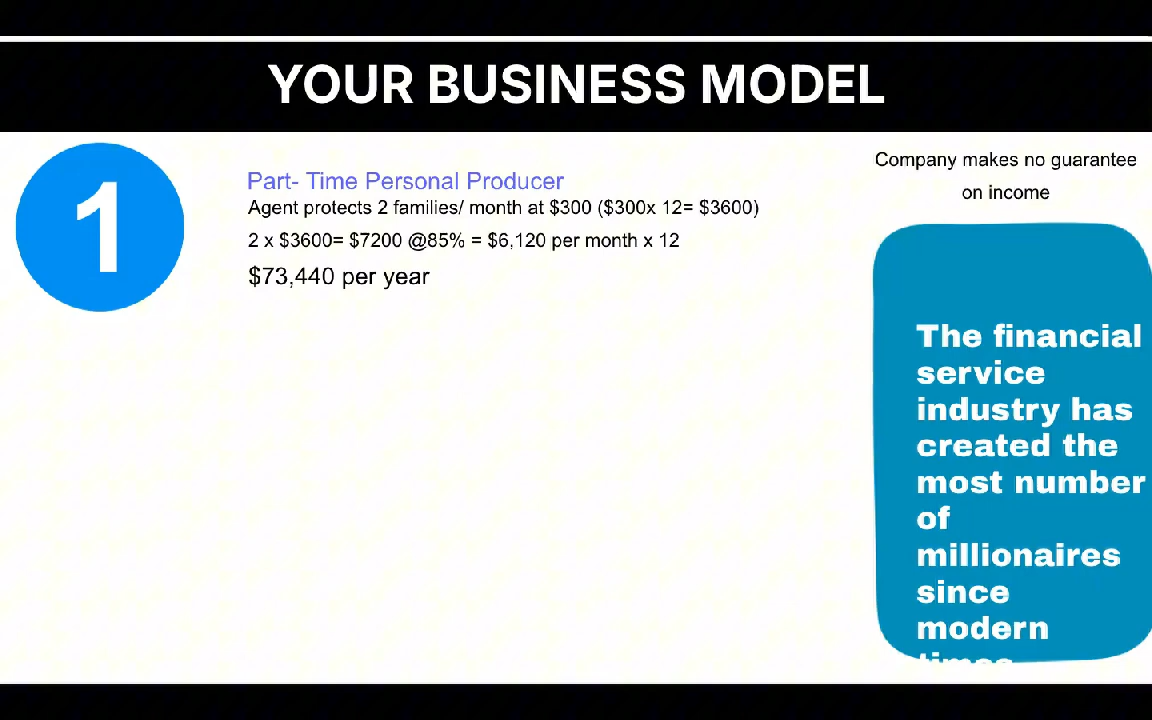 YOUR BUSINESS MODEL
1
Part- Time Personal Producer
Agent protects 2 families/ month at $300 ($300x 12= $3600)
2 x $3600= $7200 @85% = $6,120 per month x 12
$73,440 per year
Company makes no guarantee
on income
The financial
service
industry has
created the
most number
of
millionaires
since
modern
times